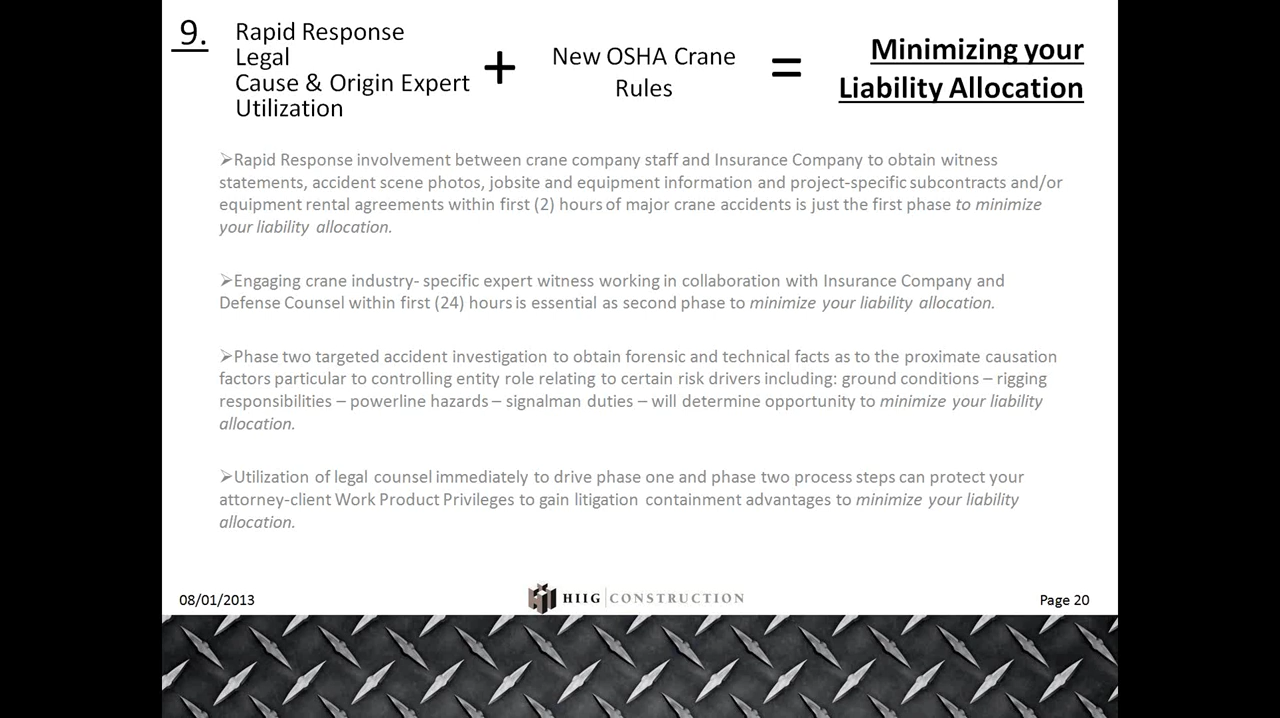 9.
Rapid Response
Legal
Cause & Origin Expert
Utilization
+
New OSHA Crane
Rules
=
Minimizing your
Liability Allocation
➢Rapid Response involvement between crane company staff and Insurance Company to obtain witness
statements, accident scene photos, jobsite and equipment information and project-specific subcontracts and/or
equipment rental agreements within first (2) hours of major crane accidents is just the first phase to minimize
your liability allocation.
➢Engaging crane industry- specific expert witness working in collaboration with Insurance Company and
Defense Counsel within first (24) hours is essential as second phase to minimize your liability allocation.
➢Phase two targeted accident investigation to obtain forensic and technical facts as to the proximate causation
factors particular to controlling entity role relating to certain risk drivers including: ground conditions – rigging
responsibilities – powerline hazards – signalman duties – will determine opportunity to minimize your liability
allocation.
➢Utilization of legal counsel immediately to drive phase one and phase two process steps can protect your
attorney-client Work Product Privileges to gain litigation containment advantages to minimize your liability
allocation.
08/01/2013
HIIG CONSTRUCTION
Page 20